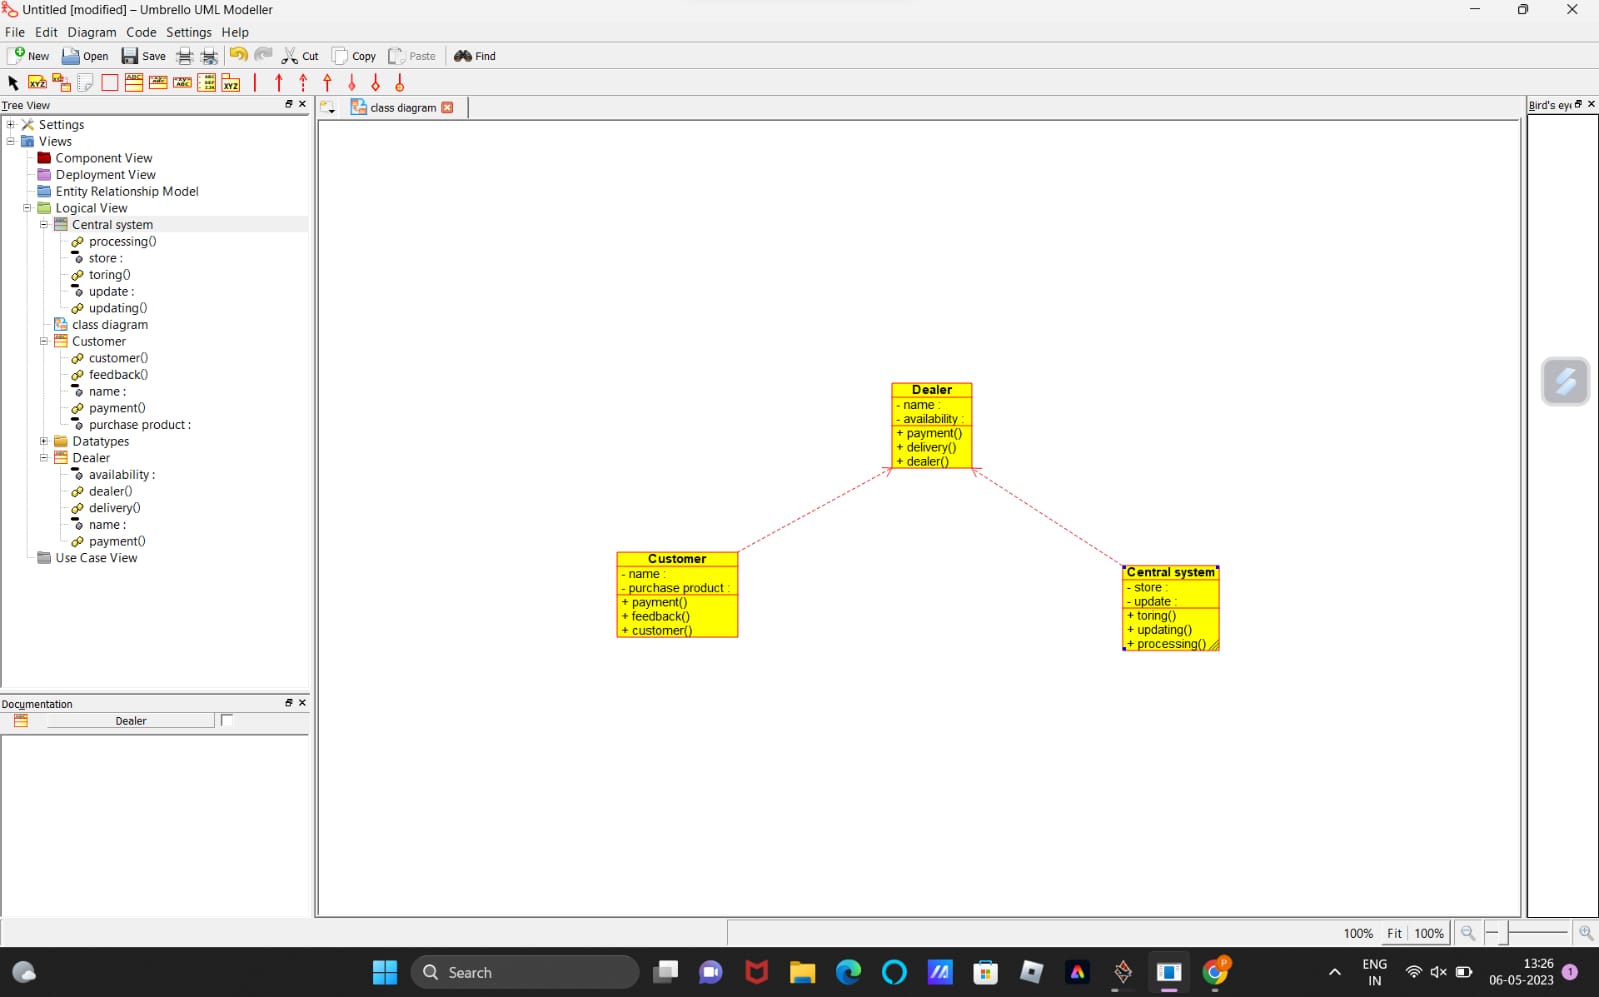 Untitled [modified] – Umbrello UML Modeller
File Edit Diagram Code Settings Help
New Open Save Cut Copy Paste Find
Tree View
class diagram
Bird's eye
Settings
Views
Component View
Deployment View
Entity Relationship Model
Logical View
Central system
processing()
store :
toring()
update :
updating()
class diagram
Customer
customer()
feedback()
name :
payment()
purchase product :
Datatypes
Dealer
availability :
dealer()
delivery()
name :
payment()
Use Case View
Dealer
- name :
- availability :
+ payment()
+ delivery()
+ dealer()
Customer
- name :
- purchase product :
+ payment()
+ feedback()
+ customer()
Central system
- store :
- update :
+ toring()
+ updating()
+ processing()
Documentation
Dealer
100% Fit 100%
Search
ENG
IN
13:26
06-05-2023
1